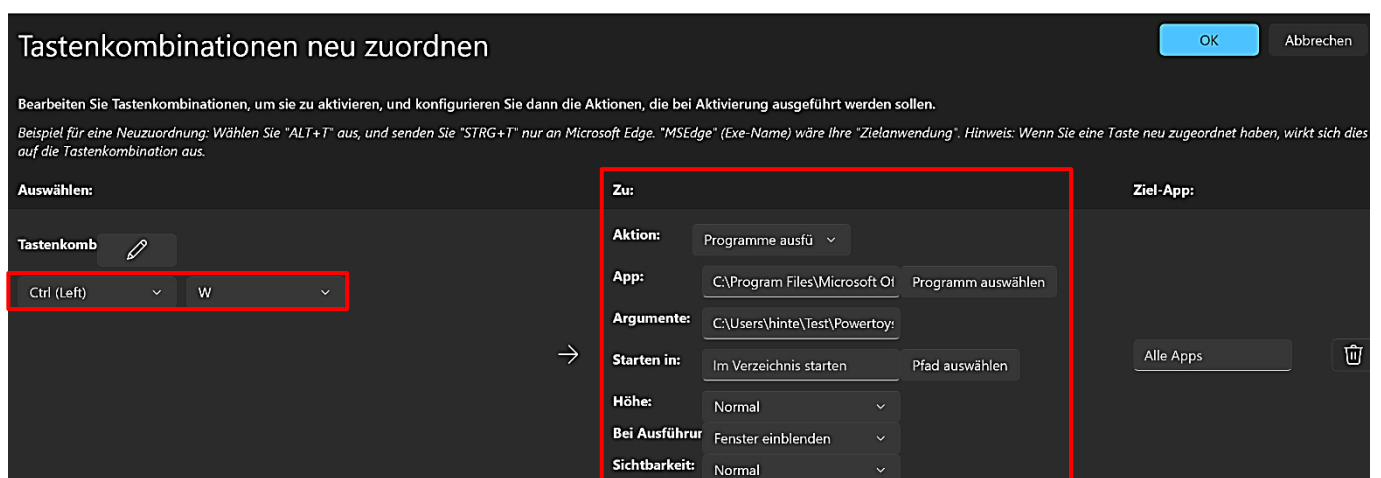 Tastenkombinationen neu zuordnen
OK
Abbrechen
Bearbeiten Sie Tastenkombinationen, um sie zu aktivieren, und konfigurieren Sie dann die Aktionen, die bei Aktivierung ausgeführt werden sollen.
Beispiel für eine Neuzuordnung: Wählen Sie "ALT+T" aus, und senden Sie "STRG+T" nur an Microsoft Edge. "MSEdge" (Exe-Name) wäre Ihre "Zielanwendung". Hinweis: Wenn Sie eine Taste neu zugeordnet haben, wirkt sich dies
auf die Tastenkombination aus.
Auswählen:
Zu:
Ziel-App:
Tastenkomb
Ctrl (Left)
W
Aktion:
Programme ausfü
App:
C:\Program Files\Microsoft Of
Programm auswählen
Argumente:
C:\Users\hinte\Test\Powertoys
Starten in:
Im Verzeichnis starten
Pfad auswählen
Alle Apps
Höhe:
Normal
Bei Ausführur
Fenster einblenden
Sichtbarkeit:
Normal